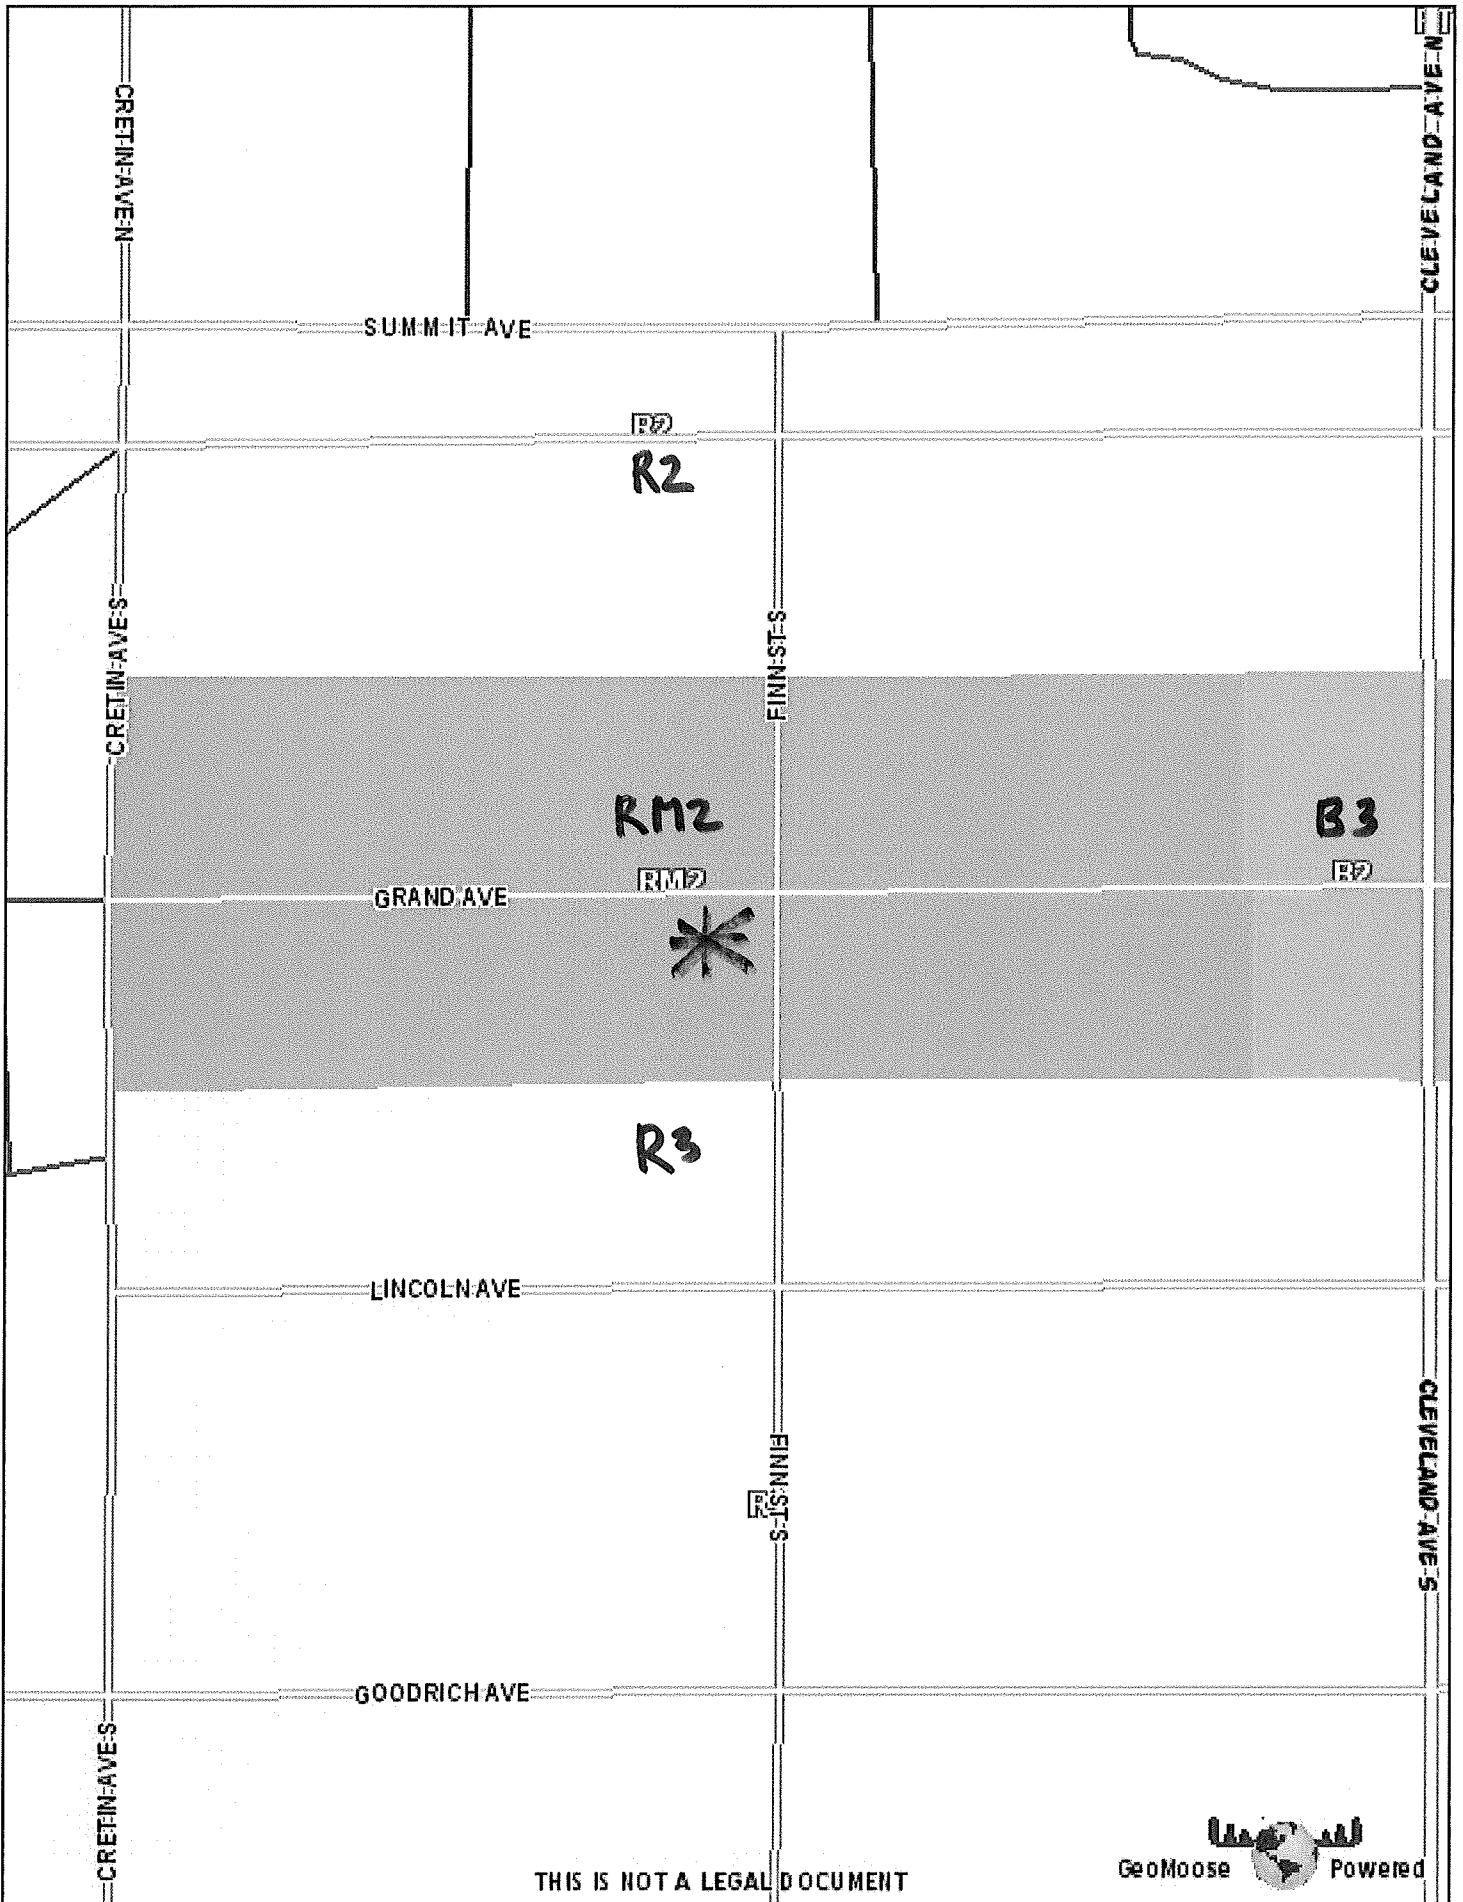 CRETIN-AVE-N
CLEVELAND-AVE-N
SUMMIT AVE
R2
R2
CRETIN-AVE-S
FINN-ST-S
RM2
B3
RM2
GRAND AVE
R3
LINCOLN AVE
FINN-ST-S
CLEVELAND-AVE-S
GOODRICH AVE
CRETIN-AVE-S
THIS IS NOT A LEGAL DOCUMENT
GeoMoose Powered